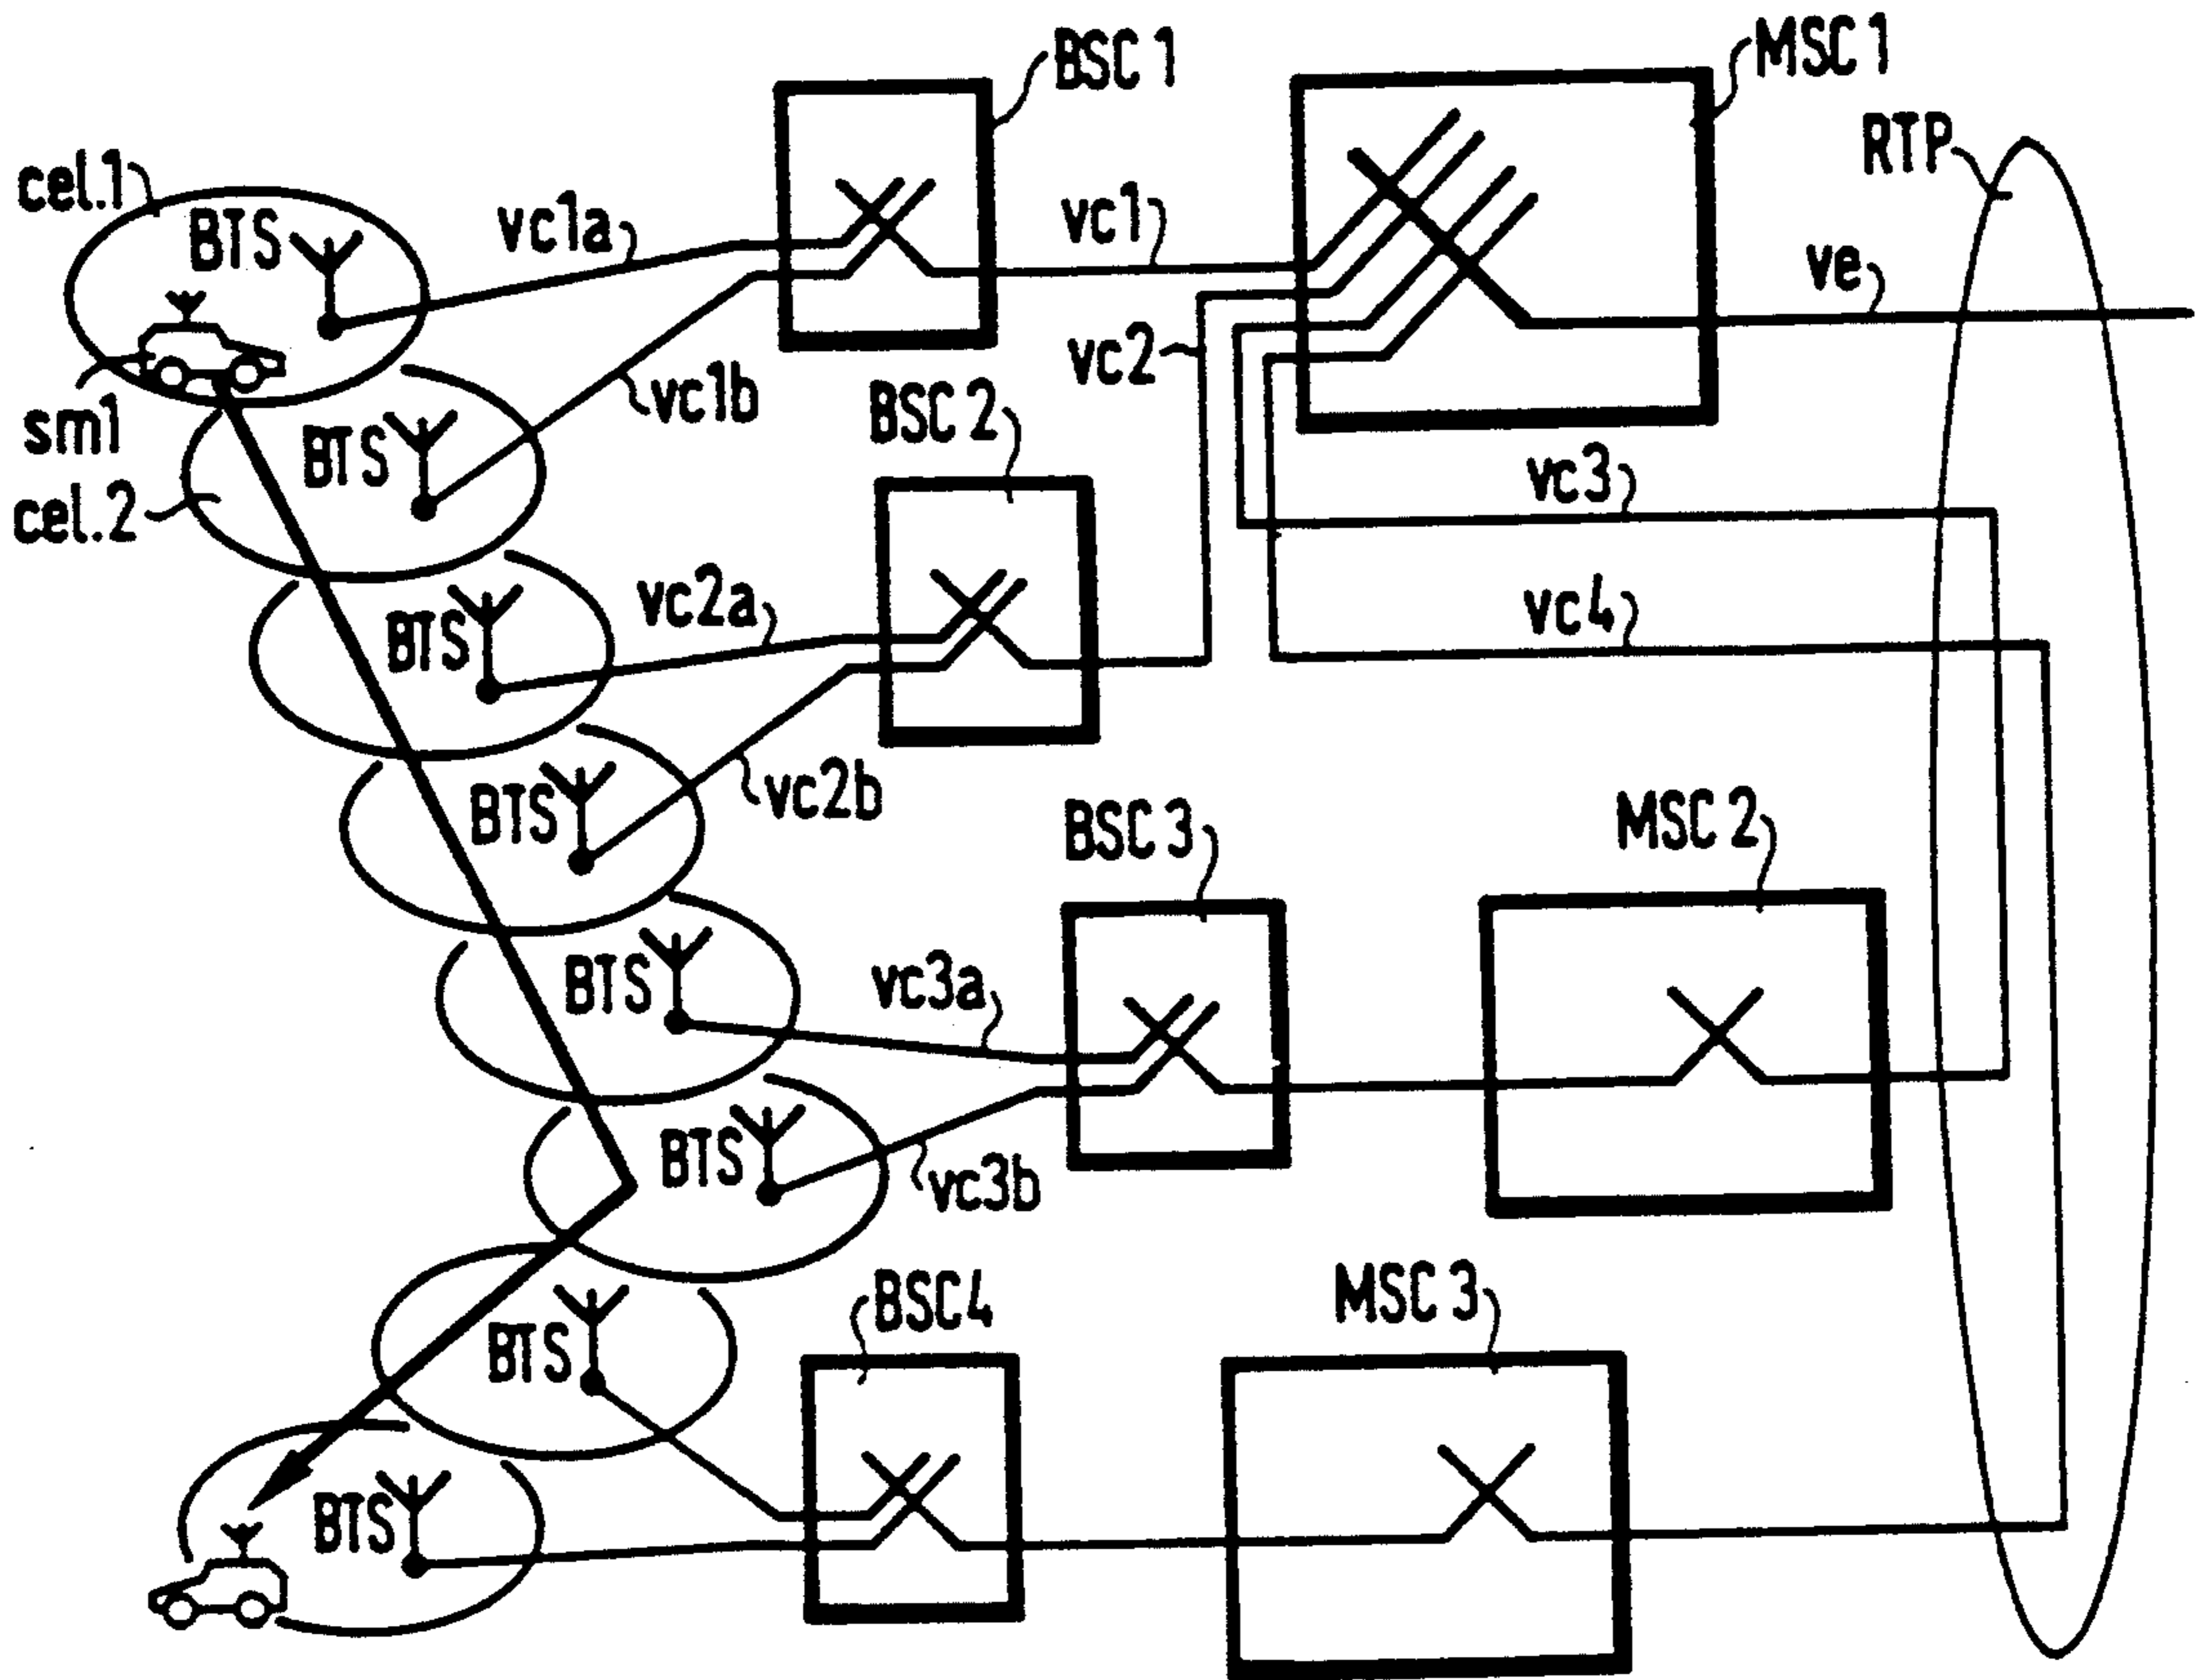 BSC 1
MSC 1
RTP
cel.1
BTS
vc1a
vc1
ve
sm1
vc1b
vc2
BSC 2
BTS
cel.2
vc3
BTS
vc2a
vc4
BTS
vc2b
BSC 3
MSC 2
BTS
vc3a
BTS
vc3b
BSC4
MSC 3
BTS
BTS